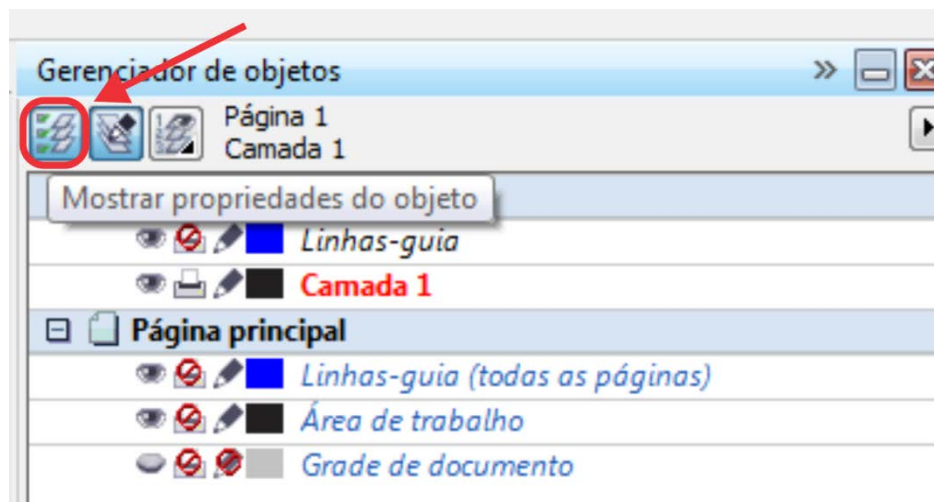 Gerenciador de objetos
Página 1
Camada 1
Mostrar propriedades do objeto
Linhas-guia
Camada 1
Página principal
Linhas-guia (todas as páginas)
Área de trabalho
Grade de documento